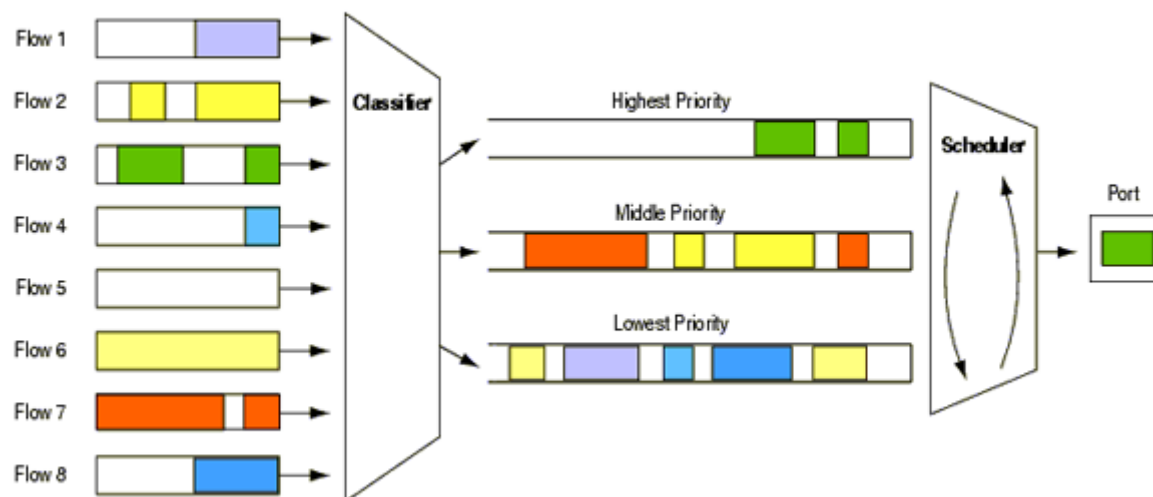 Flow 1
Flow 2
Flow 3
Flow 4
Flow 5
Flow 6
Flow 7
Flow 8
Classifier
Highest Priority
Middle Priority
Lowest Priority
Scheduler
Port